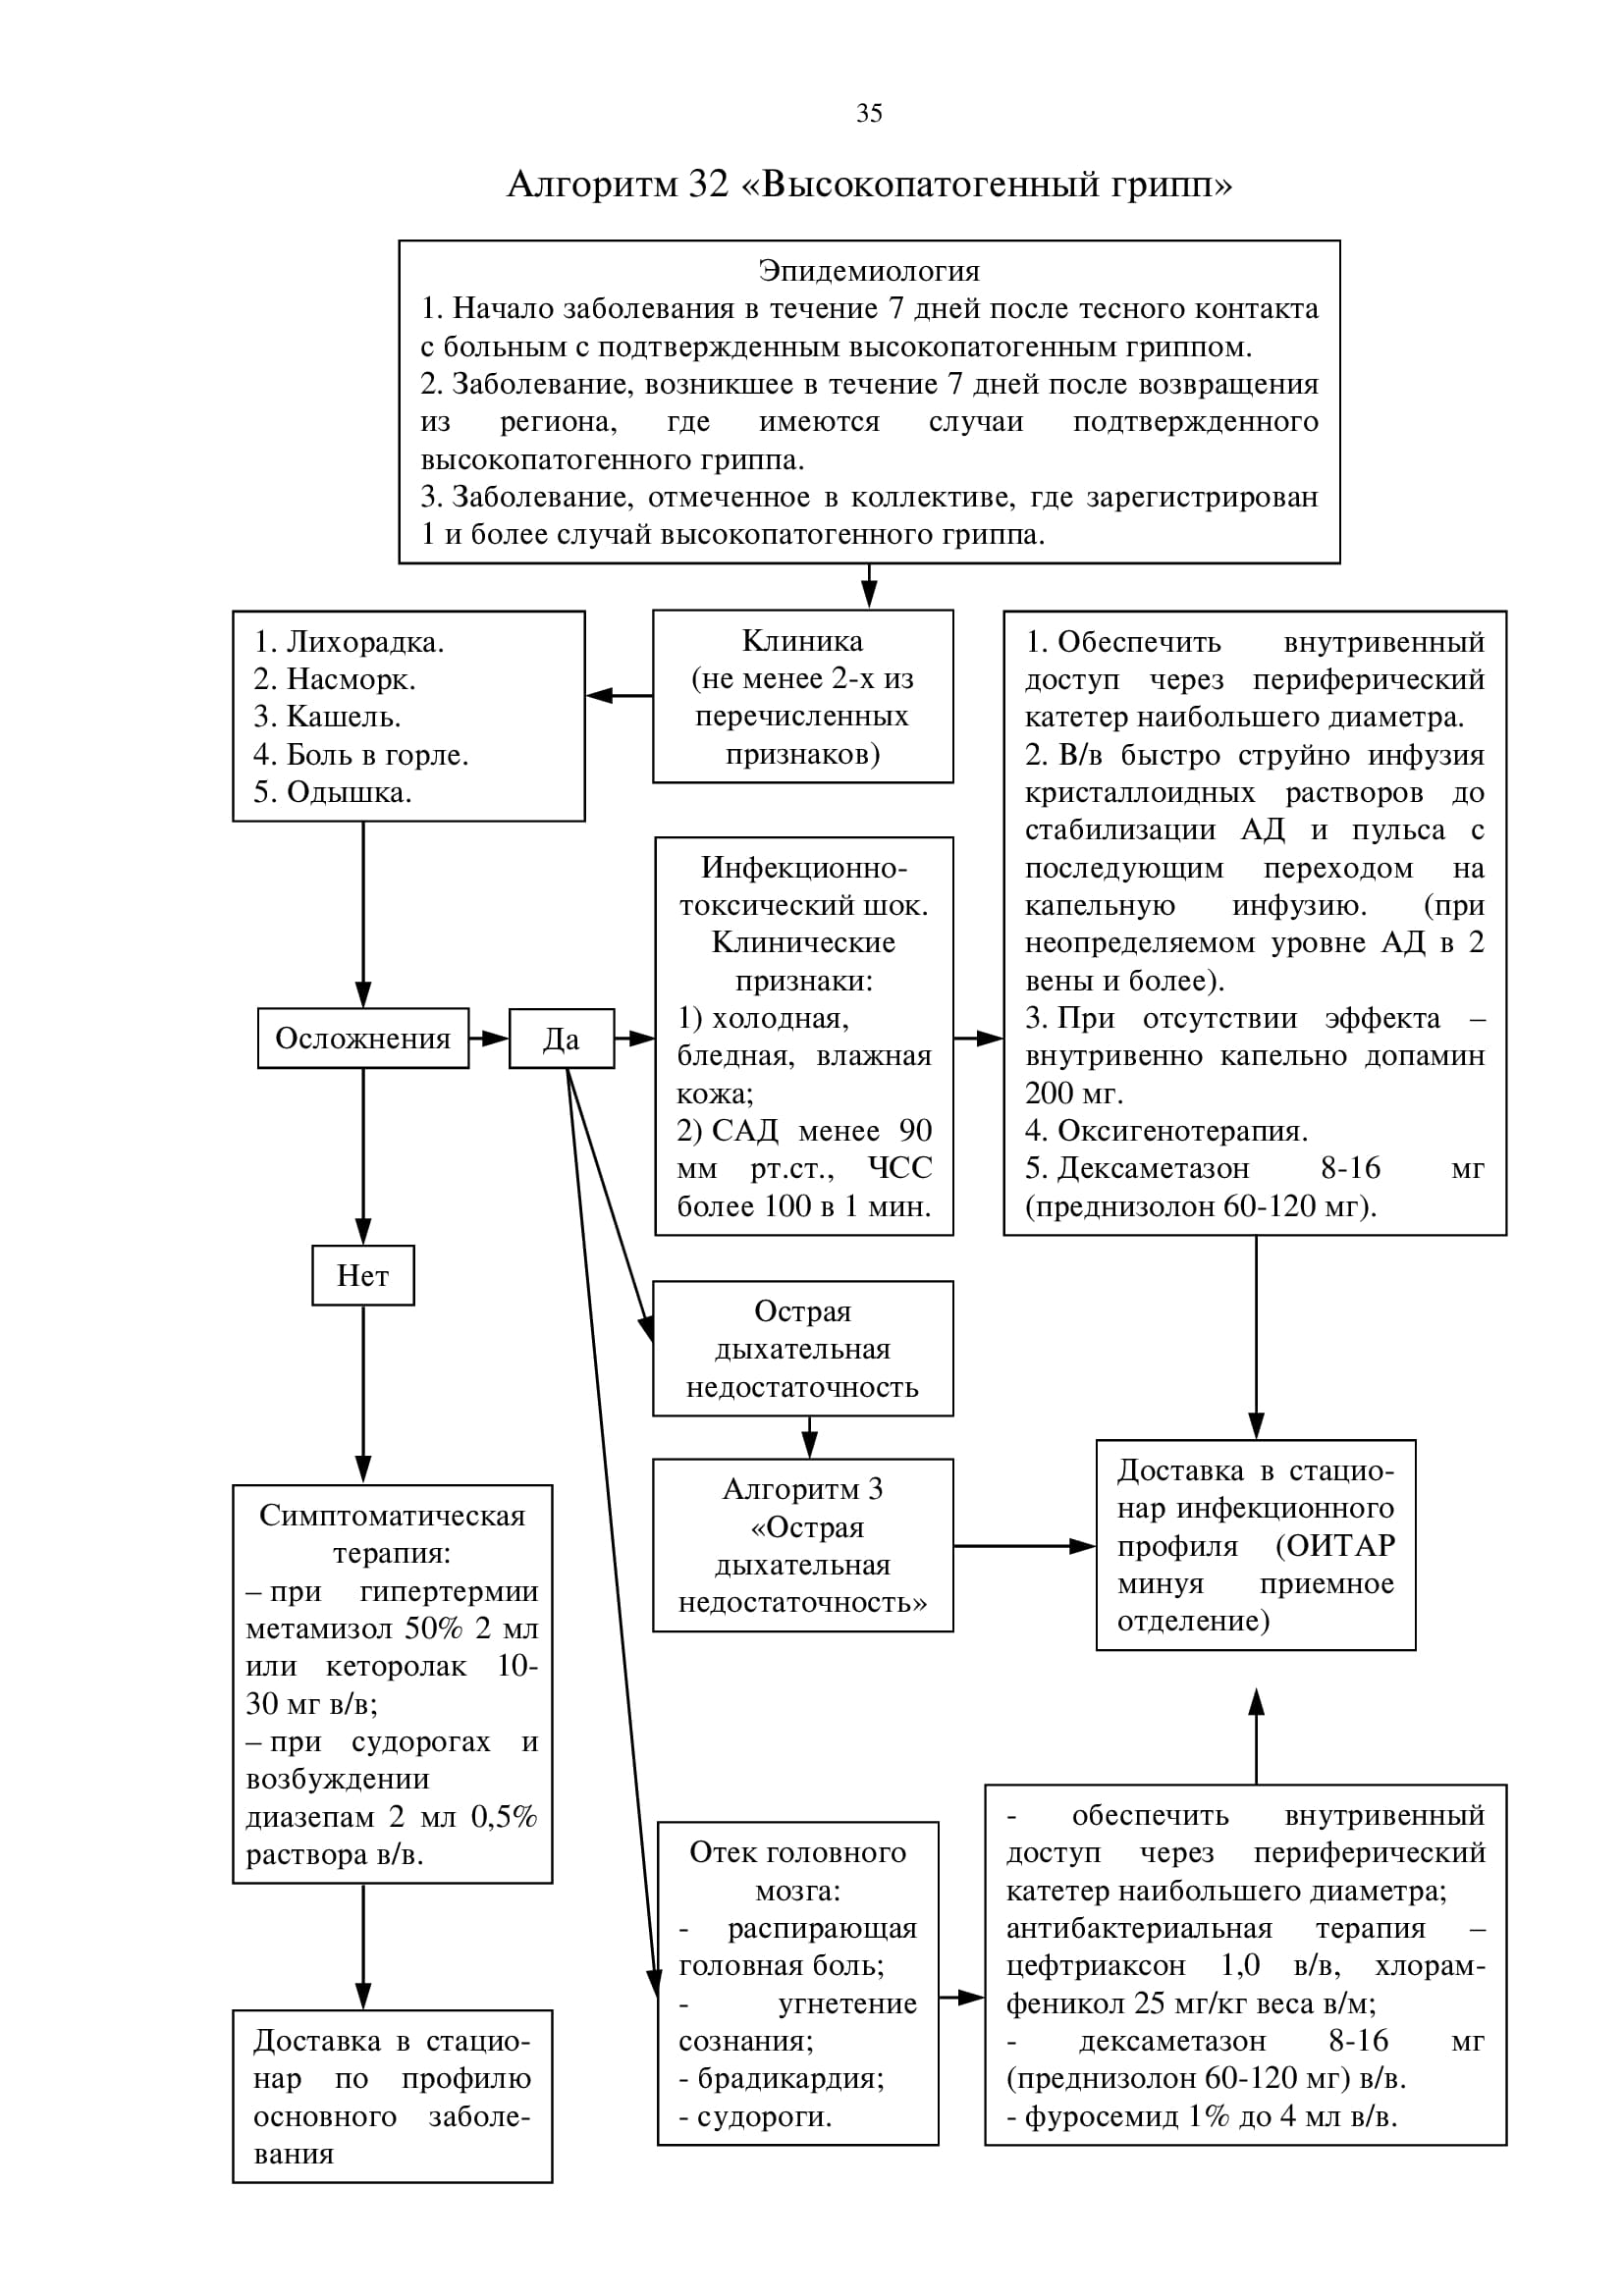 35
Алгоритм 32 «Высокопатогенный грипп»
Эпидемиология
1. Начало заболевания в течение 7 дней после тесного контакта
с больным с подтвержденным высокопатогенным гриппом.
2. Заболевание, возникшее в течение 7 дней после возвращения
из региона, где имеются случаи подтвержденного
высокопатогенного гриппа.
3. Заболевание, отмеченное в коллективе, где зарегистрирован
1 и более случай высокопатогенного гриппа.
Клиника
(не менее 2-х из
перечисленных
признаков)
1. Лихорадка.
2. Насморк.
3. Кашель.
4. Боль в горле.
5. Одышка.
Осложнения
Да
Инфекционно-
токсический шок.
Клинические
признаки:
1) холодная,
бледная, влажная
кожа;
2) САД менее 90
мм рт.ст., ЧСС
более 100 в 1 мин.
1. Обеспечить внутривенный
доступ через периферический
катетер наибольшего диаметра.
2. В/в быстро струйно инфузия
кристаллоидных растворов до
стабилизации АД и пульса с
последующим переходом на
капельную инфузию. (при
неопределяемом уровне АД в 2
вены и более).
3. При отсутствии эффекта –
внутривенно капельно допамин
200 мг.
4. Оксигенотерапия.
5. Дексаметазон 8-16 мг
(преднизолон 60-120 мг).
Нет
Острая
дыхательная
недостаточность
Алгоритм 3
«Острая
дыхательная
недостаточность»
Доставка в стацио-
нар инфекционного
профиля (ОИТАР
минуя приемное
отделение)
Симптоматическая
терапия:
– при гипертермии
метамизол 50% 2 мл
или кеторолак 10-
30 мг в/в;
– при судорогах и
возбуждении
диазепам 2 мл 0,5%
раствора в/в.
Отек головного
мозга:
- распирающая
головная боль;
- угнетение
сознания;
- брадикардия;
- судороги.
- обеспечить внутривенный
доступ через периферический
катетер наибольшего диаметра;
антибактериальная терапия –
цефтриаксон 1,0 в/в, хлорам-
феникол 25 мг/кг веса в/м;
- дексаметазон 8-16 мг
(преднизолон 60-120 мг) в/в.
- фуросемид 1% до 4 мл в/в.
Доставка в стацио-
нар по профилю
основного заболе-
вания